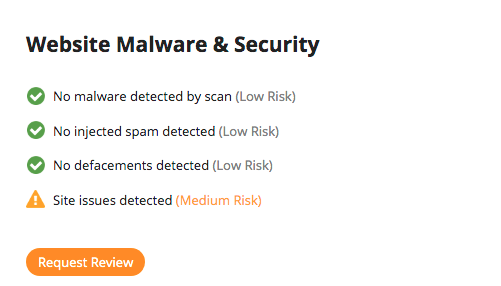 Website Malware & Security
No malware detected by scan (Low Risk)
No injected spam detected (Low Risk)
No defacements detected (Low Risk)
Site issues detected (Medium Risk)
Request Review